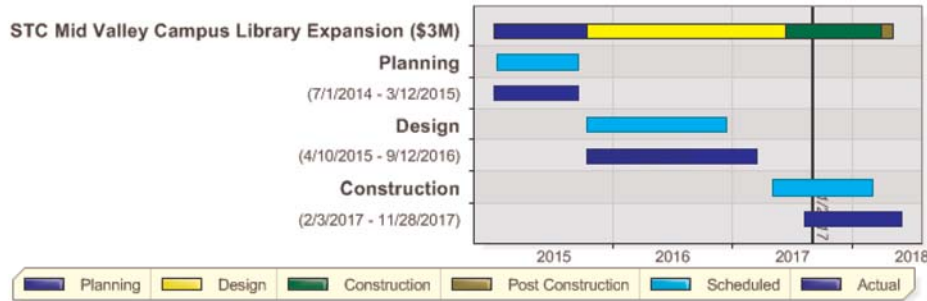 STC Mid Valley Campus Library Expansion ($3M)
Planning
(7/1/2014 - 3/12/2015)
Design
(4/10/2015 - 9/12/2016)
Construction
(2/3/2017 - 11/28/2017)
2015 2016 2017 2018
Planning Design Construction Post Construction Scheduled Actual